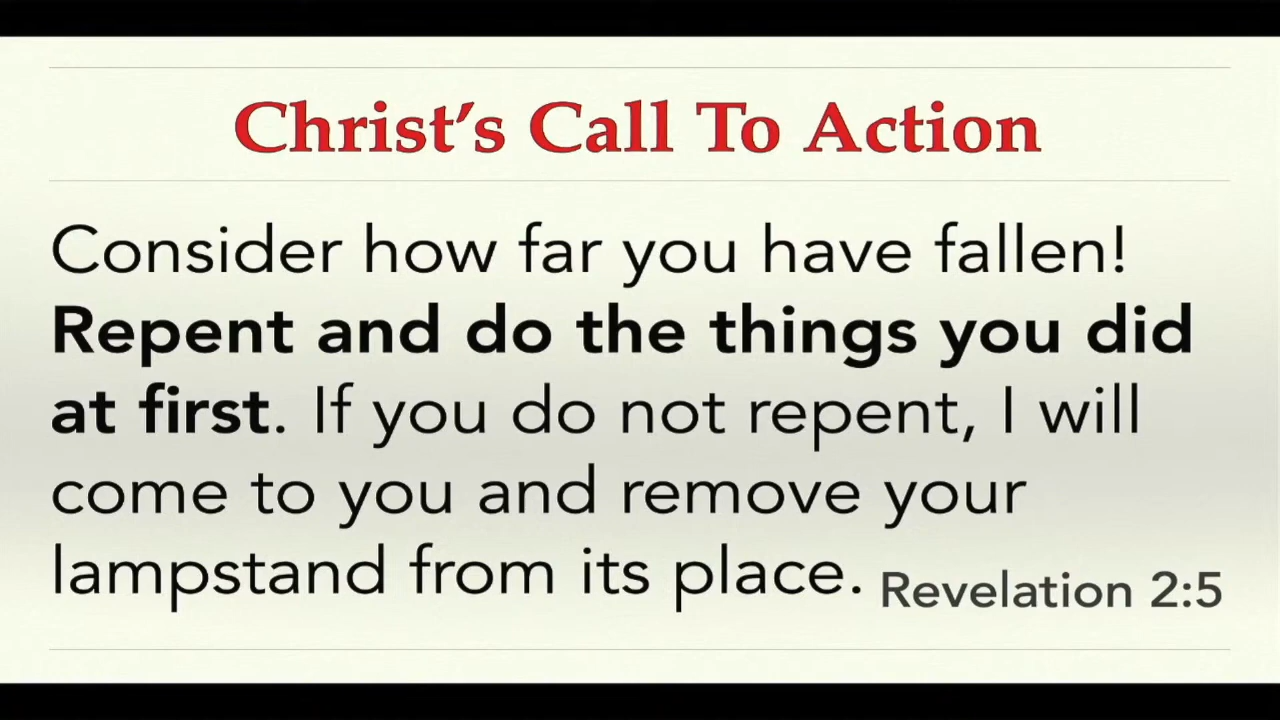 Christ's Call To Action
Consider how far you have fallen!
Repent and do the things you did
at first. If you do not repent, I will
come to you and remove your
lampstand from its place. Revelation 2:5